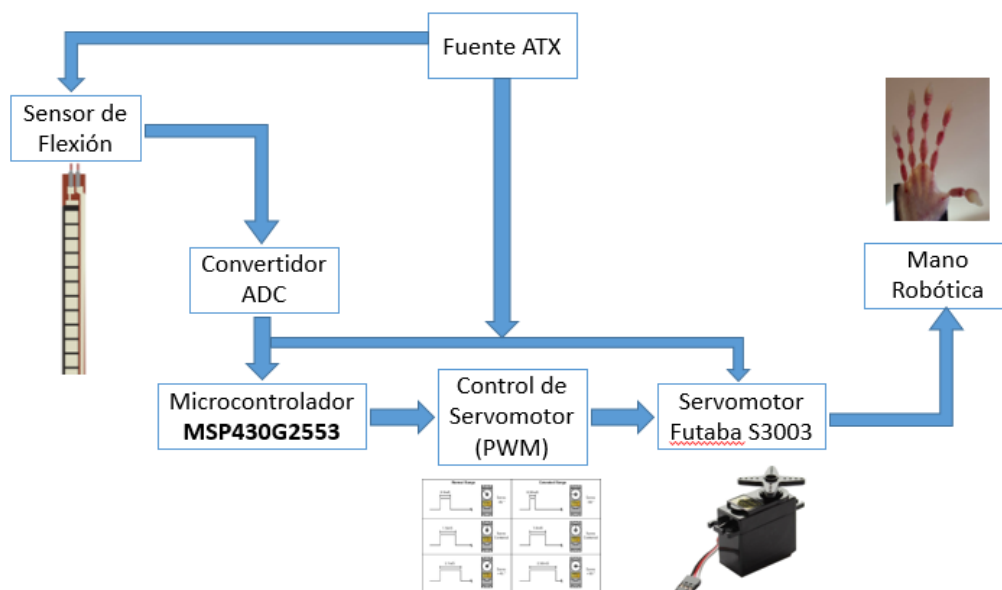 Fuente ATX
Sensor de
Flexión
Convertidor
ADC
Mano
Robótica
Microcontrolador
MSP430G2553
Control de
Servomotor
(PWM)
Servomotor
Futaba S3003